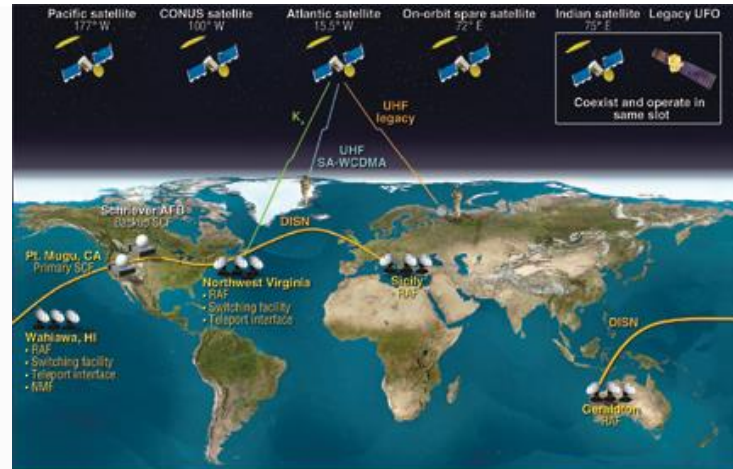 Pacific satellite
177° W
CONUS satellite
100° W
Atlantic satellite
15.5° W
On-orbit spare satellite
72° E
Indian satellite
75° E
Legacy UFO
Coexist and operate in
same slot
Ka
UHF
legacy
UHF
SA-WCDMA
Schriever AFB
Backup SCF
DISN
Pt. Mugu, CA
Primary SCF
Northwest Virginia
• RAF
• Switching facility
• Teleport interface
Sicily
RAF
Wahiawa, HI
• RAF
• Switching facility
• Teleport interface
• NMF
DISN
Geraldton
RAF